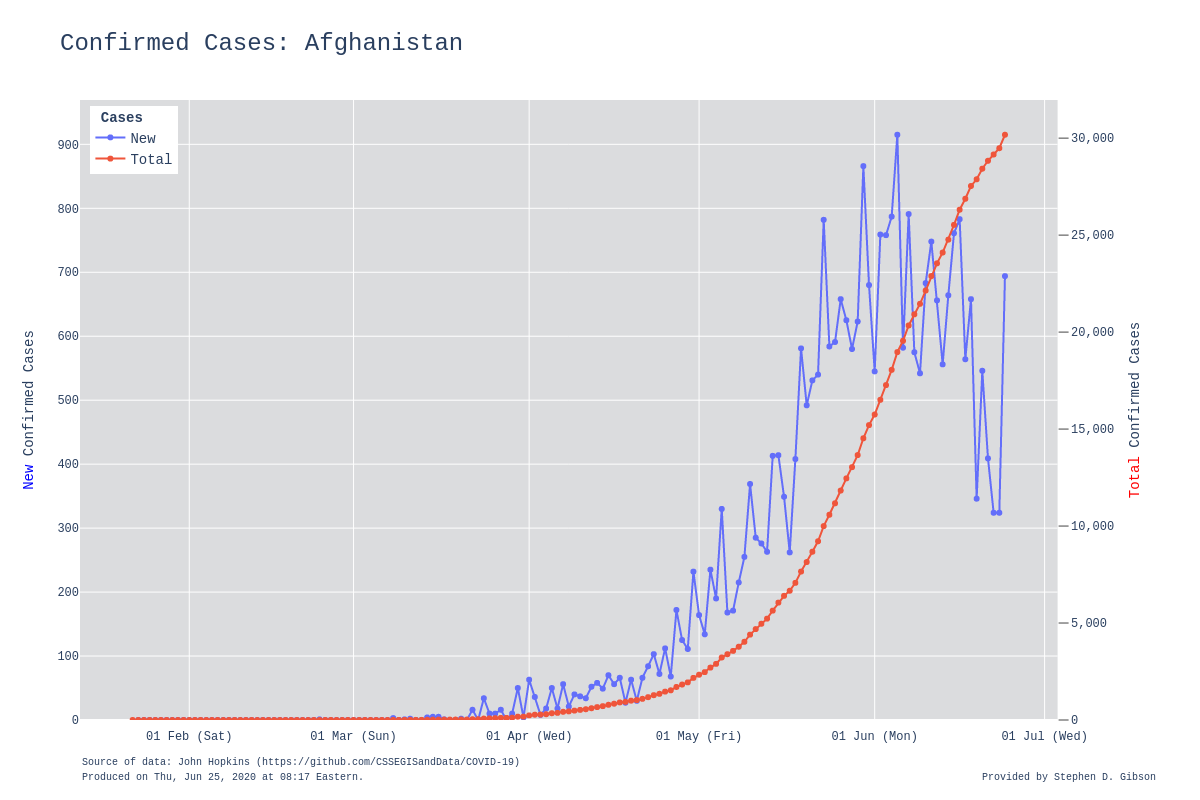 Confirmed Cases: Afghanistan
Cases
New
Total
900
800
700
600
500
400
300
200
100
0
New Confirmed Cases
30,000
25,000
20,000
15,000
10,000
5,000
0
Total Confirmed Cases
01 Feb (Sat) 01 Mar (Sun) 01 Apr (Wed) 01 May (Fri) 01 Jun (Mon) 01 Jul (Wed)
Source of data: John Hopkins (https://github.com/CSSEGISandData/COVID-19)
Produced on Thu, Jun 25, 2020 at 08:17 Eastern.
Provided by Stephen D. Gibson